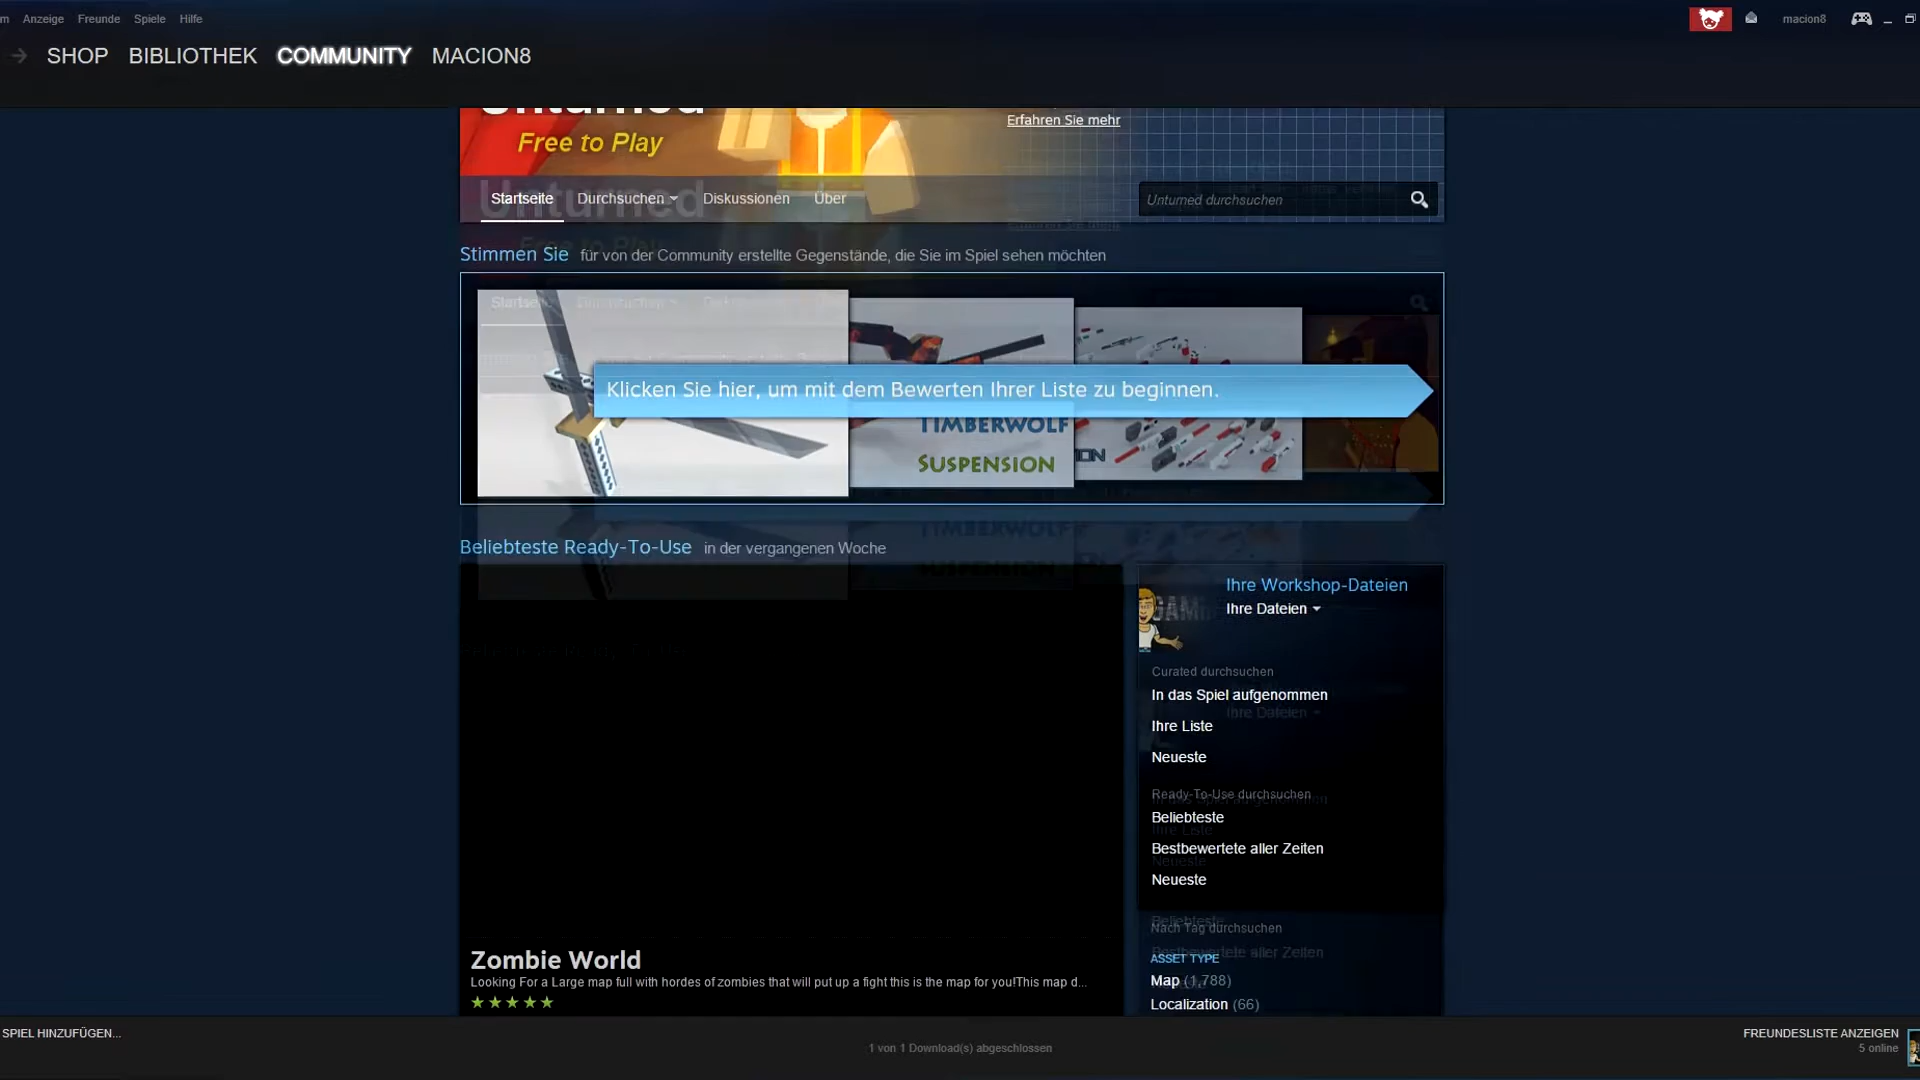 Anzeige Freunde Spiele Hilfe
macion8
SHOP BIBLIOTHEK COMMUNITY MACION8
Unturned
Free to Play
Erfahren Sie mehr
Startseite Durchsuchen Diskussionen Über
Unturned durchsuchen
Stimmen Sie für von der Community erstellte Gegenstände, die Sie im Spiel sehen möchten
Klicken Sie hier, um mit dem Bewerten Ihrer Liste zu beginnen.
TIMBERWOLF
SUSPENSION
Beliebteste Ready-To-Use in der vergangenen Woche
Ihre Workshop-Dateien
Ihre Dateien
Curated durchsuchen
In das Spiel aufgenommen
Ihre Liste
Neueste
Ready-To-Use durchsuchen
Beliebteste
Bestbewertete aller Zeiten
Neueste
Nach Tag durchsuchen
ASSET TYPE
Map (1,788)
Localization (66)
Zombie World
Looking For a Large map full with hordes of zombies that will put up a fight this is the map for you!This map d...
SPIEL HINZUFÜGEN...
1 von 1 Download(s) abgeschlossen
FREUNDESLISTE ANZEIGEN
5 online